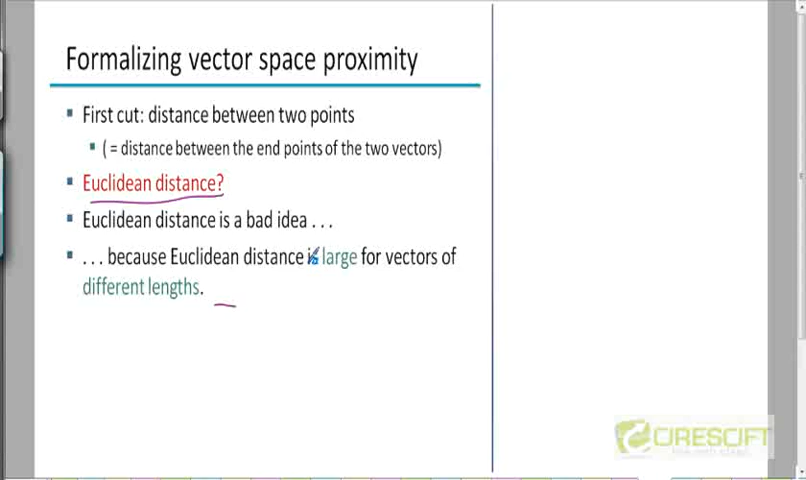 Formalizing vector space proximity
First cut: distance between two points
( = distance between the end points of the two vectors)
Euclidean distance?
Euclidean distance is a bad idea . . .
. . . because Euclidean distance is large for vectors of
different lengths.
CIRESCIFT